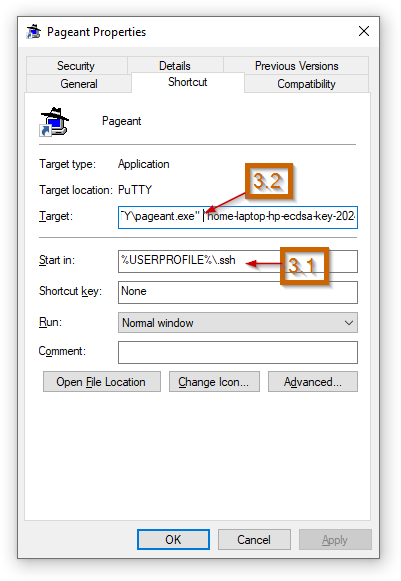 Pageant Properties
Security Details Previous Versions
General Shortcut Compatibility
Pageant
Target type: Application
Target location: PuTTY
3.2
Target: Y\pageant.exe" home-laptop-hp-ecdsa-key-202
Start in: %USERPROFILE%\.ssh
3.1
Shortcut key: None
Run: Normal window
Comment:
Open File Location Change Icon... Advanced...
OK Cancel Apply